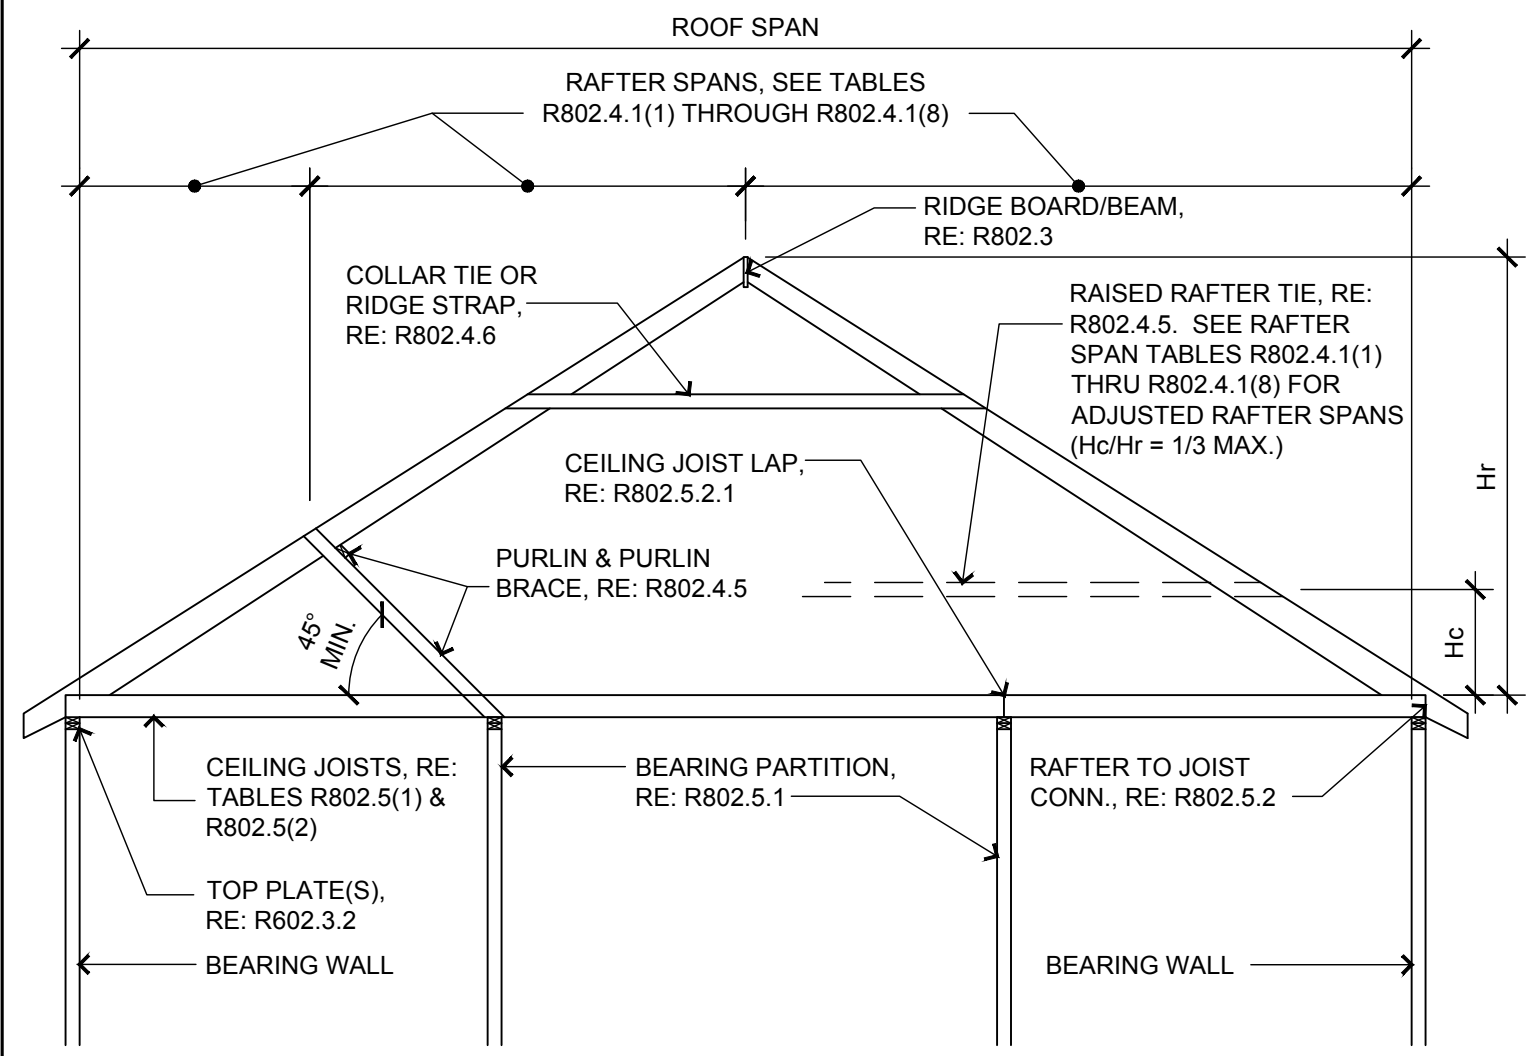 ROOF SPAN
RAFTER SPANS, SEE TABLES
R802.4.1(1) THROUGH R802.4.1(8)
RIDGE BOARD/BEAM,
RE: R802.3
COLLAR TIE OR
RIDGE STRAP,
RE: R802.4.6
RAISED RAFTER TIE, RE:
R802.4.5. SEE RAFTER
SPAN TABLES R802.4.1(1)
THRU R802.4.1(8) FOR
ADJUSTED RAFTER SPANS
(Hc/Hr = 1/3 MAX.)
Hr
CEILING JOIST LAP,
RE: R802.5.2.1
PURLIN & PURLIN
BRACE, RE: R802.4.5
45°
MIN.
Hc
CEILING JOISTS, RE:
TABLES R802.5(1) &
R802.5(2)
BEARING PARTITION,
RE: R802.5.1
RAFTER TO JOIST
CONN., RE: R802.5.2
TOP PLATE(S),
RE: R602.3.2
BEARING WALL
BEARING WALL